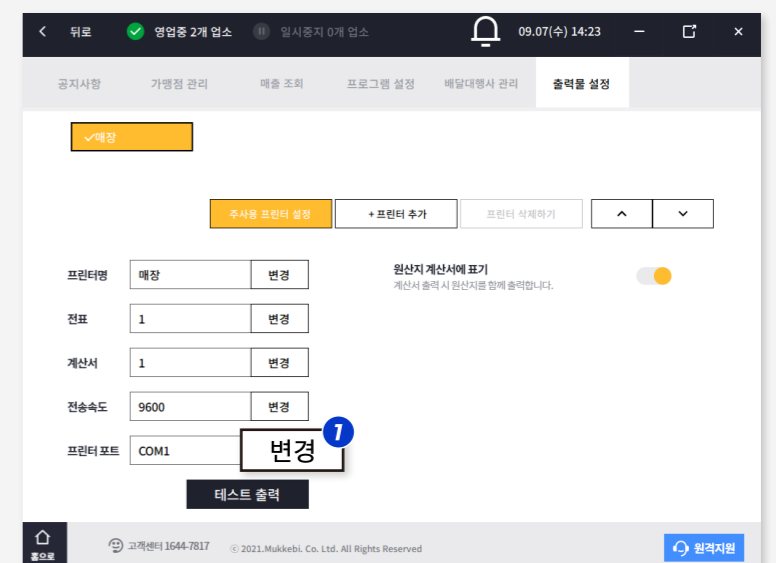 뒤로 영업중 2개 업소 일시중지 0개 업소 09.07(수) 14:23
공지사항 가맹점 관리 매출 조회 프로그램 설정 배달대행사 관리 출력물 설정
✓매장
주사용 프린터 설정 + 프린터 추가 프린터 삭제하기
프린터명 매장 변경
원산지 계산서에 표기
계산서 출력 시 원산지를 함께 출력합니다.
전표 1 변경
계산서 1 변경
전송속도 9600 변경
프린터 포트 COM1 변경 1
테스트 출력
홈으로 고객센터 1644-7817 ⓒ 2021.Mukkebi. Co. Ltd. All Rights Reserved 원격지원